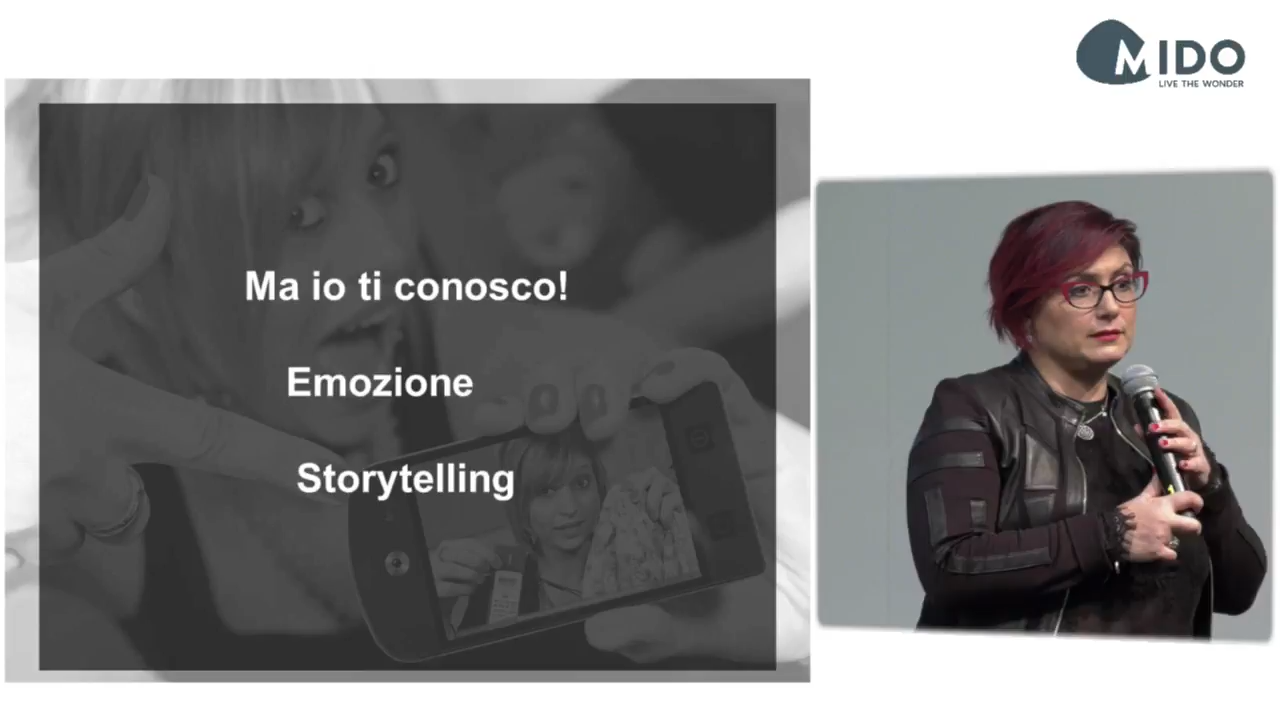 MIDO
LIVE THE WONDER
Ma io ti conosco!
Emozione
Storytelling